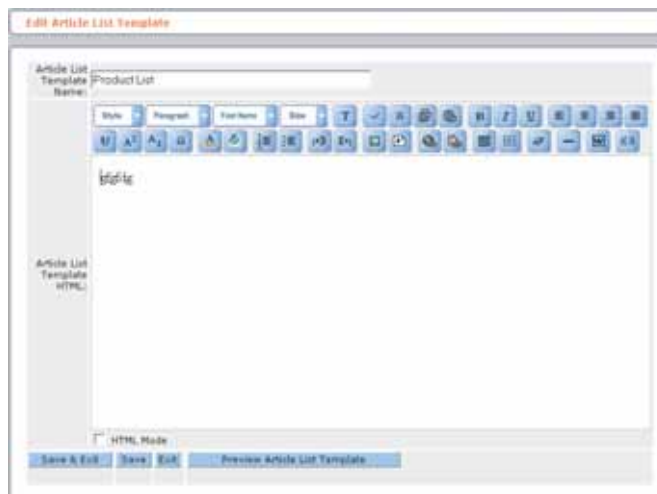 Edit Article List Template
Article List
Template
Name:
Product List
Style Paragraph Font Name Size
Article List
Template
HTML:
HTML Mode
Save & Exit Save Exit Preview Article List Template